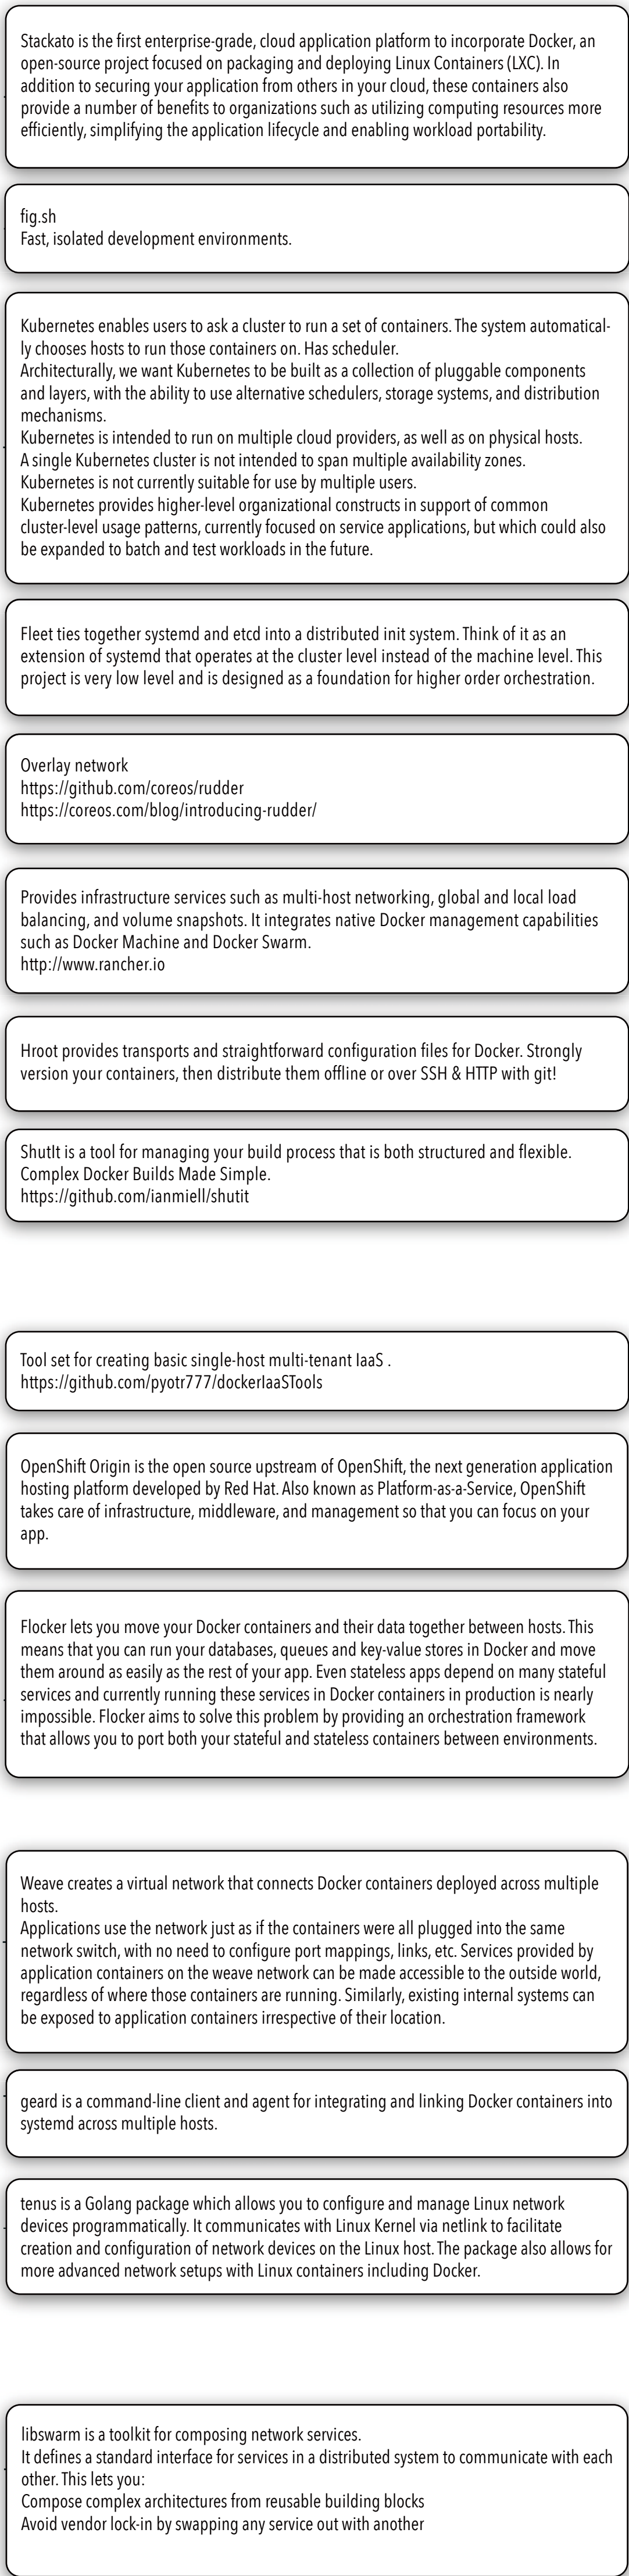 Stackato is the first enterprise-grade, cloud application platform to incorporate Docker, an
open-source project focused on packaging and deploying Linux Containers (LXC). In
addition to securing your application from others in your cloud, these containers also
provide a number of benefits to organizations such as utilizing computing resources more
efficiently, simplifying the application lifecycle and enabling workload portability.
fig.sh
Fast, isolated development environments.
Kubernetes enables users to ask a cluster to run a set of containers. The system automatical-
ly chooses hosts to run those containers on. Has scheduler.
Architecturally, we want Kubernetes to be built as a collection of pluggable components
and layers, with the ability to use alternative schedulers, storage systems, and distribution
mechanisms.
Kubernetes is intended to run on multiple cloud providers, as well as on physical hosts.
A single Kubernetes cluster is not intended to span multiple availability zones.
Kubernetes is not currently suitable for use by multiple users.
Kubernetes provides higher-level organizational constructs in support of common
cluster-level usage patterns, currently focused on service applications, but which could also
be expanded to batch and test workloads in the future.
Fleet ties together systemd and etcd into a distributed init system. Think of it as an
extension of systemd that operates at the cluster level instead of the machine level. This
project is very low level and is designed as a foundation for higher order orchestration.
Overlay network
https://github.com/coreos/rudder
https://coreos.com/blog/introducing-rudder/
Provides infrastructure services such as multi-host networking, global and local load
balancing, and volume snapshots. It integrates native Docker management capabilities
such as Docker Machine and Docker Swarm.
http://www.rancher.io
Hroot provides transports and straightforward configuration files for Docker. Strongly
version your containers, then distribute them offline or over SSH & HTTP with git!
ShutIt is a tool for managing your build process that is both structured and flexible.
Complex Docker Builds Made Simple.
https://github.com/ianmiell/shutit
Tool set for creating basic single-host multi-tenant IaaS .
https://github.com/pyotr777/dockerIaaSTools
OpenShift Origin is the open source upstream of OpenShift, the next generation application
hosting platform developed by Red Hat. Also known as Platform-as-a-Service, OpenShift
takes care of infrastructure, middleware, and management so that you can focus on your
app.
Flocker lets you move your Docker containers and their data together between hosts. This
means that you can run your databases, queues and key-value stores in Docker and move
them around as easily as the rest of your app. Even stateless apps depend on many stateful
services and currently running these services in Docker containers in production is nearly
impossible. Flocker aims to solve this problem by providing an orchestration framework
that allows you to port both your stateful and stateless containers between environments.
Weave creates a virtual network that connects Docker containers deployed across multiple
hosts.
Applications use the network just as if the containers were all plugged into the same
network switch, with no need to configure port mappings, links, etc. Services provided by
application containers on the weave network can be made accessible to the outside world,
regardless of where those containers are running. Similarly, existing internal systems can
be exposed to application containers irrespective of their location.
geard is a command-line client and agent for integrating and linking Docker containers into
systemd across multiple hosts.
tenus is a Golang package which allows you to configure and manage Linux network
devices programmatically. It communicates with Linux Kernel via netlink to facilitate
creation and configuration of network devices on the Linux host. The package also allows for
more advanced network setups with Linux containers including Docker.
libswarm is a toolkit for composing network services.
It defines a standard interface for services in a distributed system to communicate with each
other. This lets you:
Compose complex architectures from reusable building blocks
Avoid vendor lock-in by swapping any service out with another